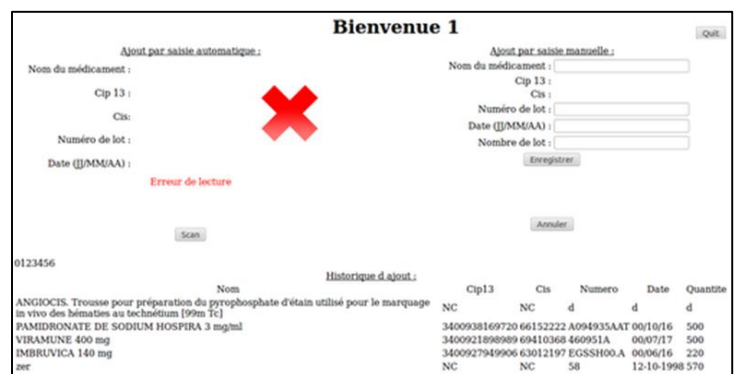 Bienvenue 1
Quit
Ajout par saisie automatique :
Nom du médicament :
Cip 13 :
Cis:
Numéro de lot :
Date (JJ/MM/AA) :
Erreur de lecture
Scan
Ajout par saisie manuelle :
Nom du médicament :
Cip 13 :
Cis :
Numéro de lot :
Date (JJ/MM/AA) :
Nombre de lot :
Enregistrer
Annuler
0123456
Historique d ajout :
Nom Cip13 Cis Numero Date Quantite
ANGIOCIS. Trousse pour préparation du pyrophosphate d'étain utilisé pour le marquage
in vivo des hématies au technétium [99m Tc] NC NC d d d
PAMIDRONATE DE SODIUM HOSPIRA 3 mg/ml 3400938169720 66152222 A094935AAT 00/10/16 500
VIRAMUNE 400 mg 3400921898989 69410368 460951A 00/07/17 500
IMBRUVICA 140 mg 3400927949906 63012197 EGSSH00.A 00/06/16 220
zer NC NC 58 12-10-1998 570